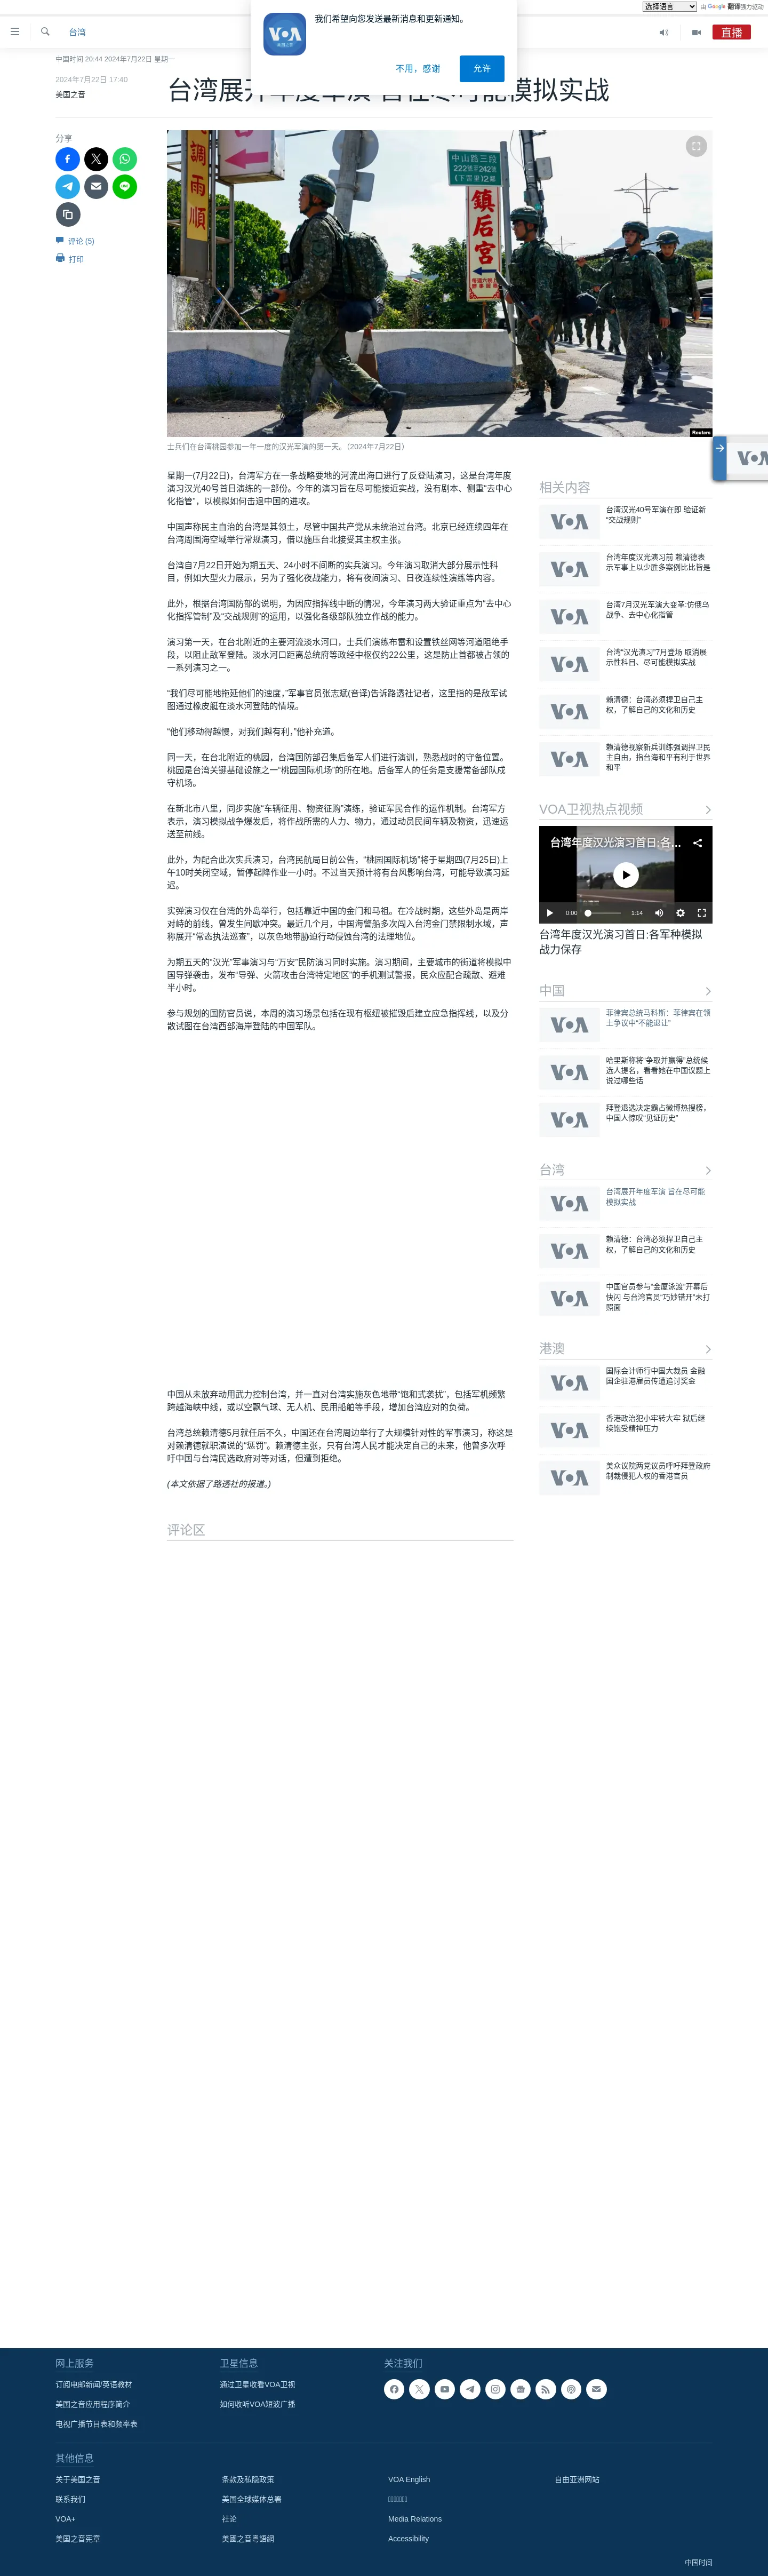 选择语言
由 Google 翻译强力驱动
台湾
直播
我们希望向您发送最新消息和更新通知。
VOA
美国之音
不用，感谢
允许
中国时间 20:44 2024年7月22日 星期一
2024年7月22日 17:40
美国之音
分享
评论 (5)
打印
調
雨
順
中山路三段
222號至242號
(下雲里12鄰
鎮后宮
Reuters
士兵们在台湾桃园参加一年一度的汉光军演的第一天。（2024年7月22日）
星期一(7月22日)，台湾军方在一条战略要地的河流出海口进行了反登陆演习，这是台湾年度
演习汉光40号首日演练的一部份。今年的演习旨在尽可能接近实战，没有剧本、侧重“去中心
化指管”，以模拟如何击退中国的进攻。
中国声称民主自治的台湾是其领土，尽管中国共产党从未统治过台湾。北京已经连续四年在
台湾周围海空域举行常规演习，借以施压台北接受其主权主张。
台湾自7月22日开始为期五天、24小时不间断的实兵演习。今年演习取消大部分展示性科
目，例如大型火力展示，另为了强化夜战能力，将有夜间演习、日夜连续性演练等内容。
此外，根据台湾国防部的说明，为因应指挥线中断的情况，今年演习两大验证重点为“去中心
化指挥管制”及“交战规则”的运用，以强化各级部队独立作战的能力。
演习第一天，在台北附近的主要河流淡水河口，士兵们演练布雷和设置铁丝网等河道阻绝手
段，以阻止敌军登陆。淡水河口距离总统府等政经中枢仅约22公里，这是防止首都被占领的
一系列演习之一。
“我们尽可能地拖延他们的速度，”军事官员张志斌(音译)告诉路透社记者，这里指的是敌军试
图通过橡皮艇在淡水河登陆的情境。
“他们移动得越慢，对我们越有利，”他补充道。
同一天，在台北附近的桃园，台湾国防部召集后备军人们进行演训，熟悉战时的守备位置。
桃园是台湾关键基础设施之一“桃园国际机场”的所在地。后备军人的任务是支援常备部队戍
守机场。
在新北市八里，同步实施“车辆征用、物资征购”演练，验证军民合作的运作机制。台湾军方
表示，演习模拟战争爆发后，将作战所需的人力、物力，通过动员民间车辆及物资，迅速运
送至前线。
此外，为配合此次实兵演习，台湾民航局日前公告，“桃园国际机场”将于星期四(7月25日)上
午10时关闭空域，暂停起降作业一小时。不过当天预计将有台风影响台湾，可能导致演习延
迟。
实弹演习仅在台湾的外岛举行，包括靠近中国的金门和马祖。在冷战时期，这些外岛是两岸
对峙的前线，曾发生间歇冲突。最近几个月，中国海警船多次闯入台湾金门禁限制水域，声
称展开“常态执法巡查”，以灰色地带胁迫行动侵蚀台湾的法理地位。
为期五天的“汉光”军事演习与“万安”民防演习同时实施。演习期间，主要城市的街道将模拟中
国导弹袭击，发布“导弹、火箭攻击台湾特定地区”的手机测试警报，民众应配合疏散、避难
半小时。
参与规划的国防官员说，本周的演习场景包括在现有枢纽被摧毁后建立应急指挥线，以及分
散试图在台湾西部海岸登陆的中国军队。
中国从未放弃动用武力控制台湾，并一直对台湾实施灰色地带“饱和式袭扰”，包括军机频繁
跨越海峡中线，或以空飘气球、无人机、民用船舶等手段，增加台湾应对的负荷。
台湾总统赖清德5月就任后不久，中国还在台湾周边举行了大规模针对性的军事演习，称这是
对赖清德就职演说的“惩罚”。赖清德主张，只有台湾人民才能决定自己的未来，他曾多次呼
吁中国与台湾民选政府对等对话，但遭到拒绝。
(本文依据了路透社的报道。)
评论区
相关内容
台湾汉光40号军演在即 验证新
“交战规则”
台湾年度汉光演习前 赖清德表
示军事上以少胜多案例比比皆是
台湾7月汉光军演大变革:仿俄乌
战争、去中心化指管
台湾“汉光演习”7月登场 取消展
示性科目、尽可能模拟实战
赖清德：台湾必须捍卫自己主
权，了解自己的文化和历史
赖清德视察新兵训练强调捍卫民
主自由，指台海和平有利于世界
和平
VOA卫视热点视频
台湾年度汉光演习首日:各...
0:00
1:14
台湾年度汉光演习首日:各军种模拟
战力保存
中国
菲律宾总统马科斯：菲律宾在领
土争议中“不能退让”
哈里斯称将“争取并赢得”总统候
选人提名，看看她在中国议题上
说过哪些话
拜登退选决定霸占微博热搜榜，
中国人惊叹“见证历史”
台湾
台湾展开年度军演 旨在尽可能
模拟实战
赖清德：台湾必须捍卫自己主
权，了解自己的文化和历史
中国官员参与“金厦泳渡”开幕后
快闪 与台湾官员“巧妙错开”未打
照面
港澳
国际会计师行中国大裁员 金融
国企驻港雇员传遭追讨奖金
香港政治犯小牢转大牢 狱后继
续饱受精神压力
美众议院两党议员呼吁拜登政府
制裁侵犯人权的香港官员
网上服务
订阅电邮新闻/英语教材
美国之音应用程序简介
电视广播节目表和频率表
卫星信息
通过卫星收看VOA卫视
如何收听VOA短波广播
关注我们
其他信息
关于美国之音
联系我们
VOA+
美国之音宪章
条款及私隐政策
美国全球媒体总署
社论
美國之音粵語網
VOA English
Media Relations
Accessibility
自由亚洲网站
中国时间